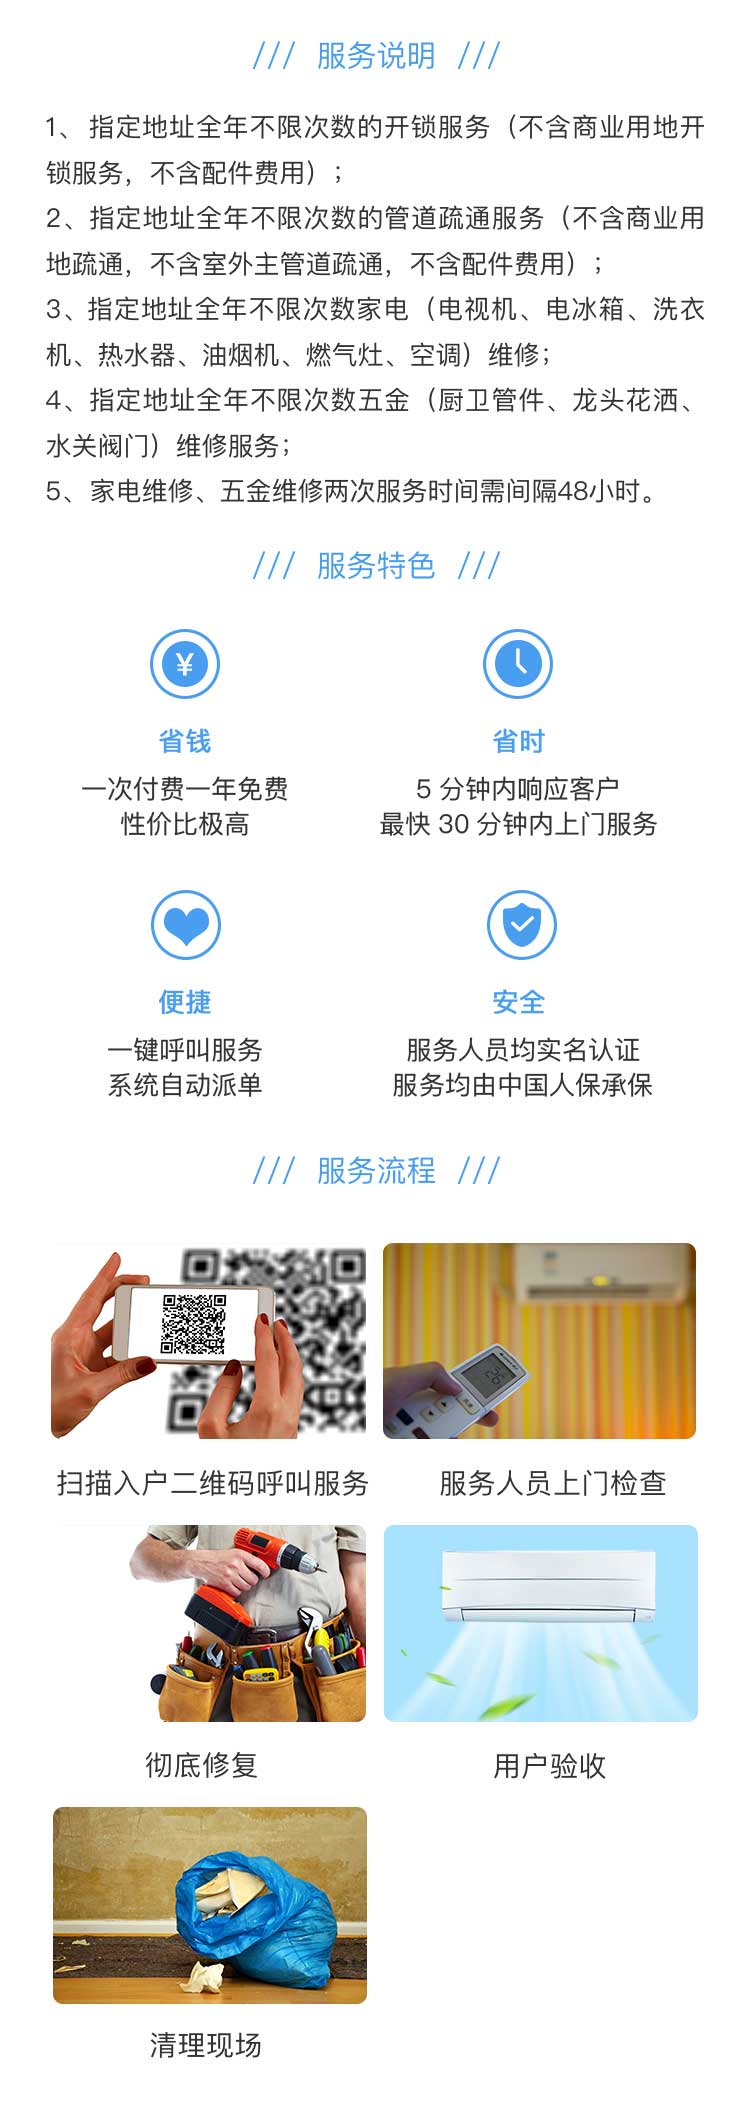 /// 服务说明 ///
1、 指定地址全年不限次数的开锁服务（不含商业用地开
锁服务，不含配件费用）；
2、指定地址全年不限次数的管道疏通服务（不含商业用
地疏通，不含室外主管道疏通，不含配件费用）；
3、指定地址全年不限次数家电（电视机、电冰箱、洗衣
机、热水器、油烟机、燃气灶、空调）维修；
4、指定地址全年不限次数五金（厨卫管件、龙头花洒、
水关阀门）维修服务；
5、家电维修、五金维修两次服务时间需间隔48小时。
/// 服务特色 ///
¥
省钱
一次付费一年免费
性价比极高
省时
5 分钟内响应客户
最快 30 分钟内上门服务
便捷
一键呼叫服务
系统自动派单
安全
服务人员均实名认证
服务均由中国人保承保
/// 服务流程 ///
26
扫描入户二维码呼叫服务
服务人员上门检查
彻底修复
用户验收
清理现场